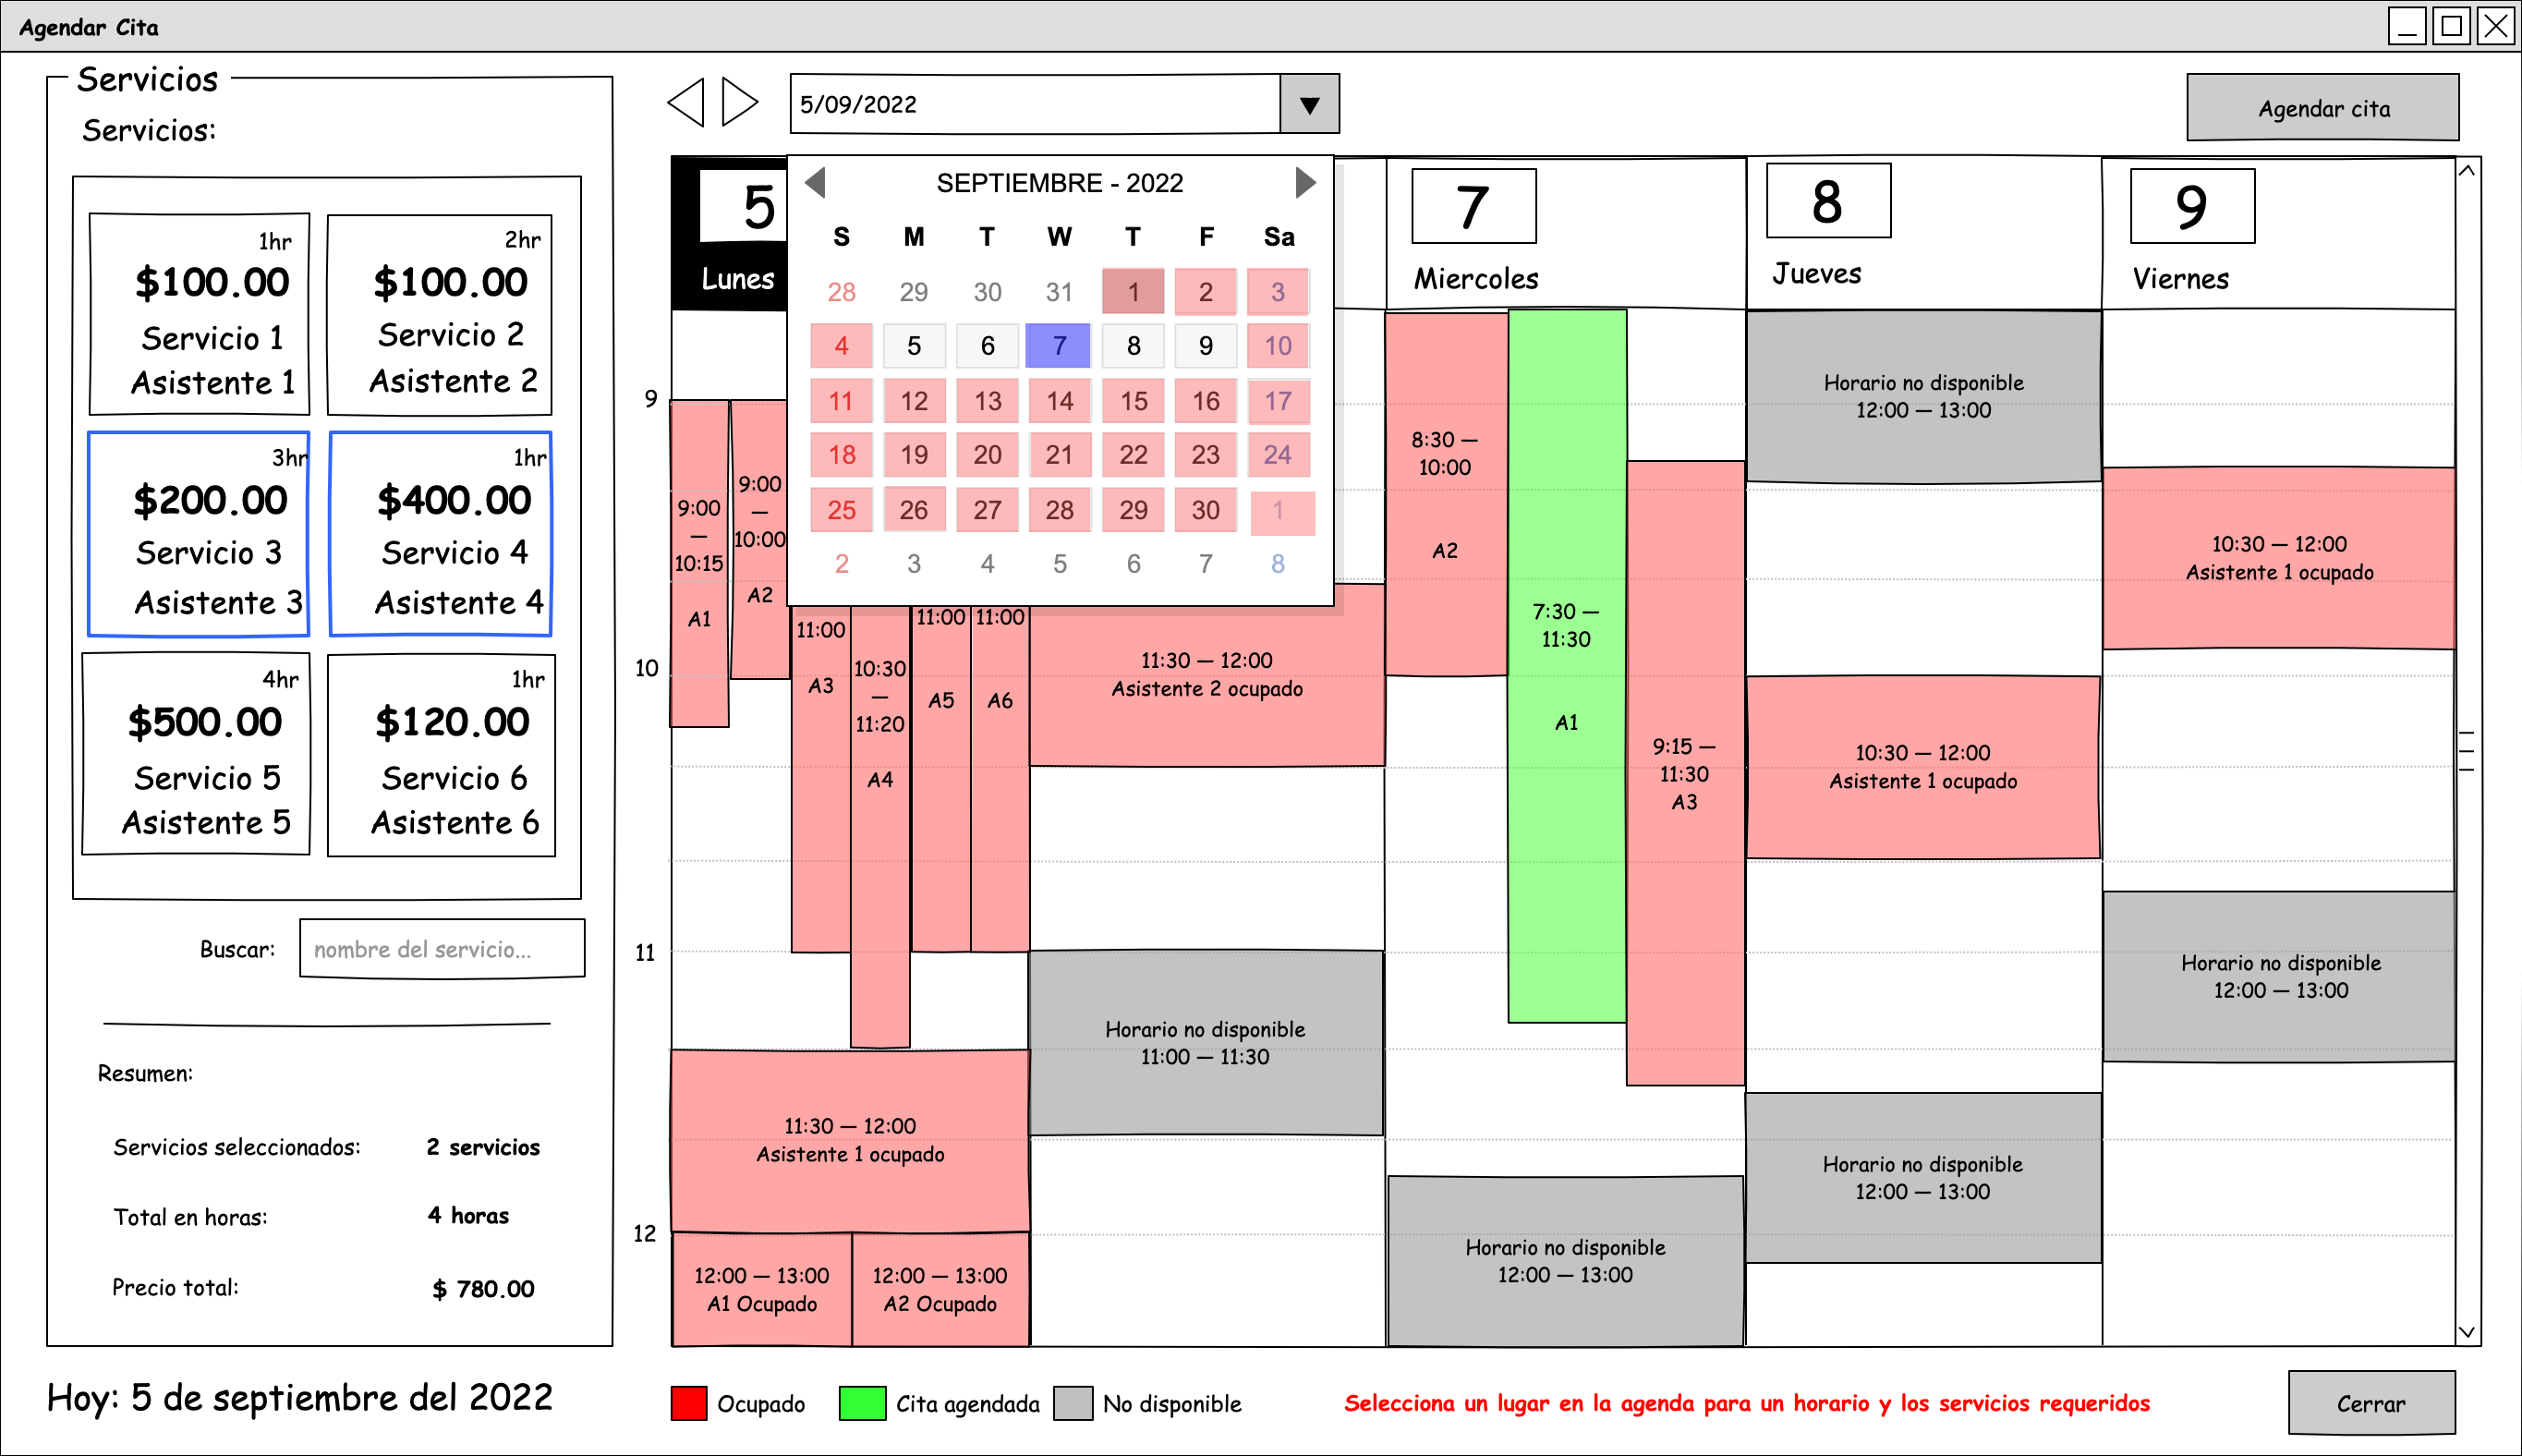 Agendar Cita
Servicios
Servicios:
1hr
$100.00
Servicio 1
Asistente 1
2hr
$100.00
Servicio 2
Asistente 2
3hr
$200.00
Servicio 3
Asistente 3
1hr
$400.00
Servicio 4
Asistente 4
4hr
$500.00
Servicio 5
Asistente 5
1hr
$120.00
Servicio 6
Asistente 6
Buscar:
nombre del servicio...
Resumen:
Servicios seleccionados: 2 servicios
Total en horas: 4 horas
Precio total: $ 780.00
Hoy: 5 de septiembre del 2022
5/09/2022
Agendar cita
SEPTIEMBRE - 2022
S M T W T F Sa
28 29 30 31 1 2 3
4 5 6 7 8 9 10
11 12 13 14 15 16 17
18 19 20 21 22 23 24
25 26 27 28 29 30 1
2 3 4 5 6 7 8
9
10
11
12
5
Lunes
9:00
—
10:15
A1
9:00
—
10:00
A2
11:00
A3
10:30
—
11:20
A4
11:00
A5
11:00
A6
11:30 — 12:00
Asistente 1 ocupado
12:00 — 13:00
A1 Ocupado
12:00 — 13:00
A2 Ocupado
11:30 — 12:00
Asistente 2 ocupado
Horario no disponible
11:00 — 11:30
7
Miercoles
8:30 —
10:00
A2
7:30 —
11:30
A1
9:15 —
11:30
A3
Horario no disponible
12:00 — 13:00
8
Jueves
Horario no disponible
12:00 — 13:00
10:30 — 12:00
Asistente 1 ocupado
Horario no disponible
12:00 — 13:00
9
Viernes
10:30 — 12:00
Asistente 1 ocupado
Horario no disponible
12:00 — 13:00
Ocupado
Cita agendada
No disponible
Selecciona un lugar en la agenda para un horario y los servicios requeridos
Cerrar